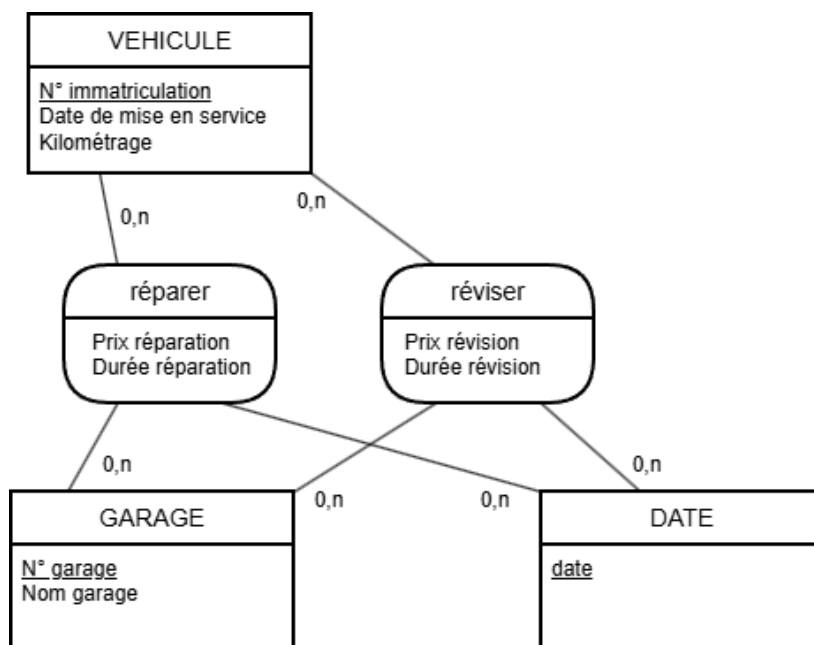 VEHICULE
N° immatriculation
Date de mise en service
Kilométrage
0,n
0,n
réparer
Prix réparation
Durée réparation
réviser
Prix révision
Durée révision
0,n
0,n
0,n
0,n
GARAGE
N° garage
Nom garage
DATE
date